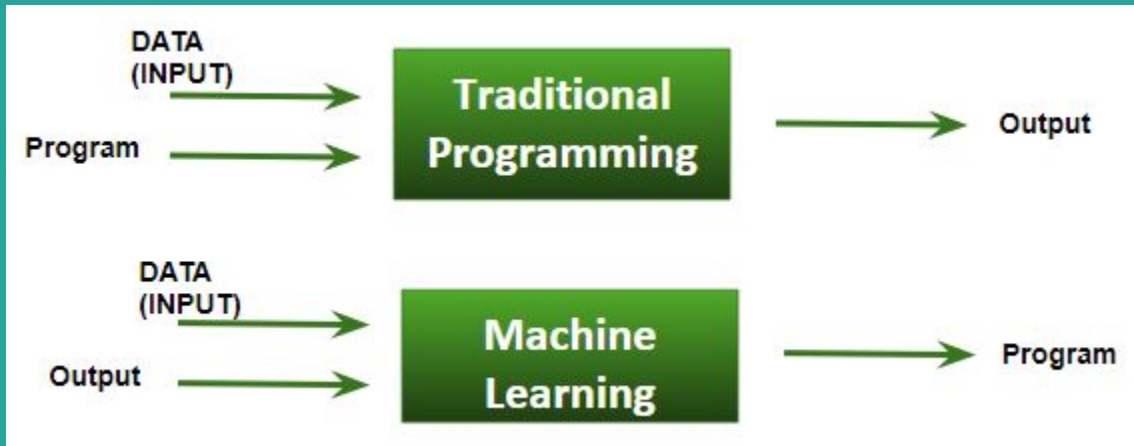 DATA
(INPUT)
Program
Traditional
Programming
Output
DATA
(INPUT)
Output
Machine
Learning
Program